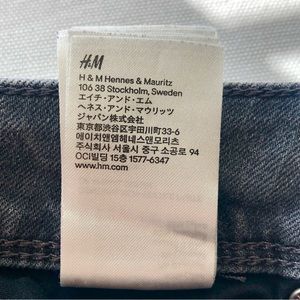 H&M
H & M Hennes & Mauritz
106 38 Stockholm, Sweden
エイチ・アンド・エム
ヘネス・アンド・マウリッツ
ジャパン株式会社
東京都渋谷区宇田川町33-6
에이치앤엠헤네스앤모리츠
주식회사 서울시 중구 94 소공로
OCI빌딩 15층 1577-6347
www.hm.com